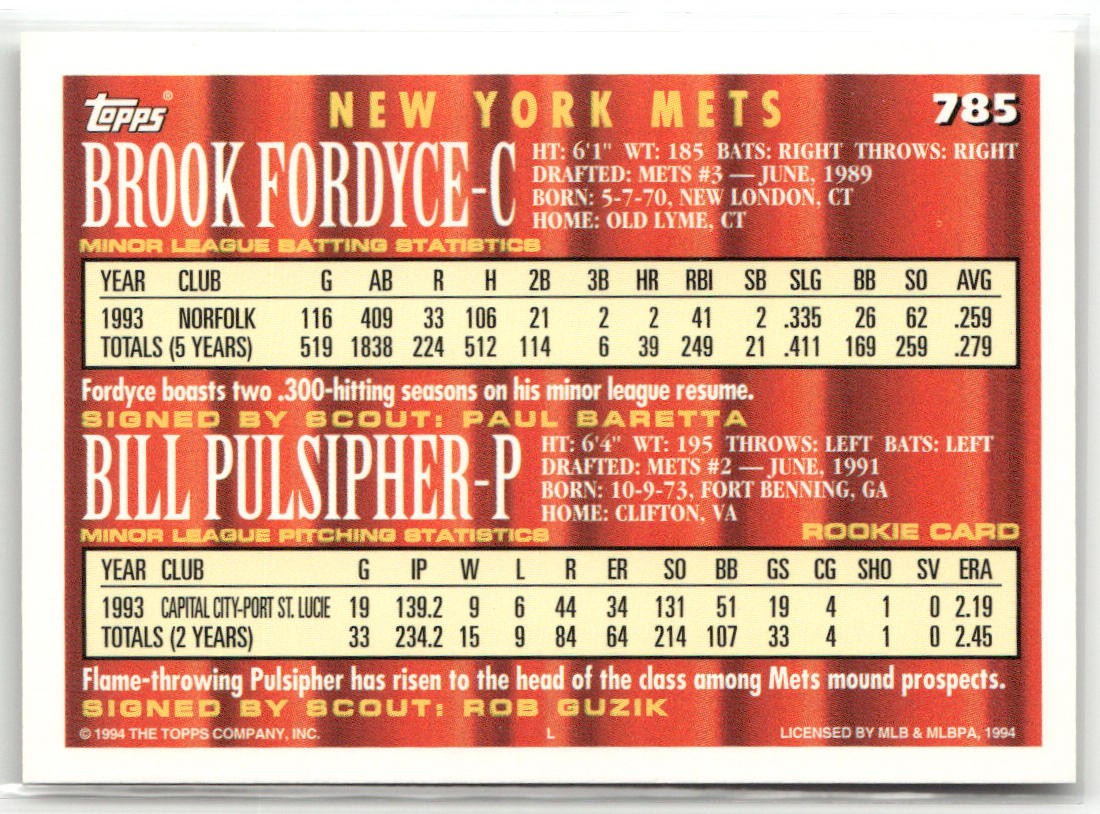 topps® NEW YORK METS 785
BROOK FORDYCE-C
HT: 6'1" WT: 185 BATS: RIGHT THROWS: RIGHT
DRAFTED: METS #3 — JUNE, 1989
BORN: 5-7-70, NEW LONDON, CT
HOME: OLD LYME, CT
MINOR LEAGUE BATTING STATISTICS
YEAR CLUB G AB R H 2B 3B HR RBI SB SLG BB SO AVG
1993 NORFOLK 116 409 33 106 21 2 2 41 2 .335 26 62 .259
TOTALS (5 YEARS) 519 1838 224 512 114 6 39 249 21 .411 169 259 .279
Fordyce boasts two .300-hitting seasons on his minor league resume.
SIGNED BY SCOUT: PAUL BARETTA
BILL PULSIPHER-P
HT: 6'4" WT: 195 THROWS: LEFT BATS: LEFT
DRAFTED: METS #2 — JUNE, 1991
BORN: 10-9-73, FORT BENNING, GA
HOME: CLIFTON, VA
MINOR LEAGUE PITCHING STATISTICS ROOKIE CARD
YEAR CLUB G IP W L R ER SO BB GS CG SHO SV ERA
1993 CAPITAL CITY-PORT ST. LUCIE 19 139.2 9 6 44 34 131 51 19 4 1 0 2.19
TOTALS (2 YEARS) 33 234.2 15 9 84 64 214 107 33 4 1 0 2.45
Flame-throwing Pulsipher has risen to the head of the class among Mets mound prospects.
SIGNED BY SCOUT: ROB GUZIK
© 1994 THE TOPPS COMPANY, INC. L LICENSED BY MLB & MLBPA, 1994